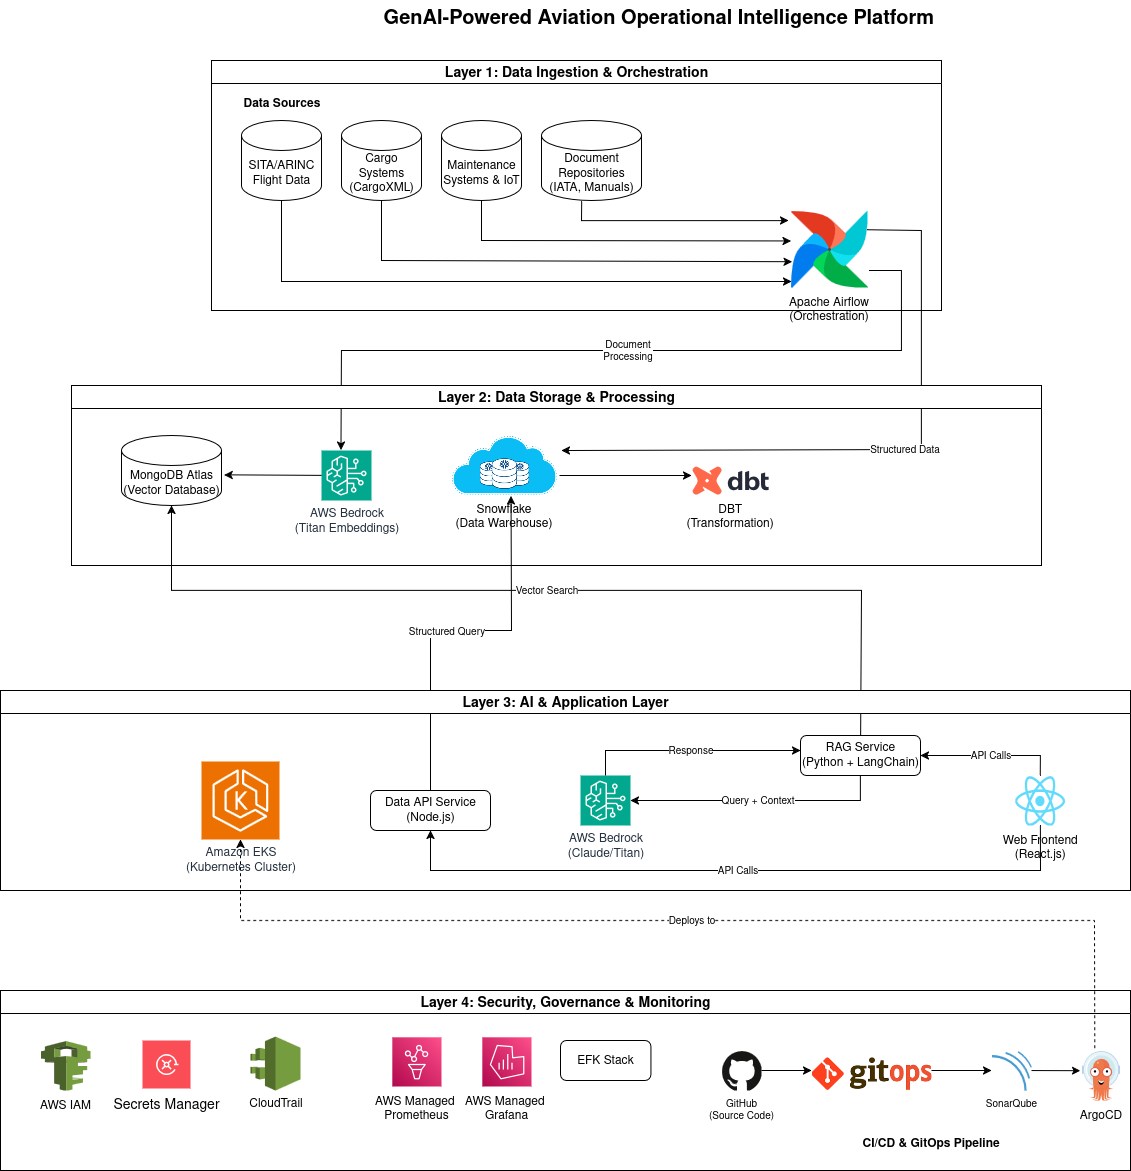 GenAI-Powered Aviation Operational Intelligence Platform
Layer 1: Data Ingestion & Orchestration
Data Sources
SITA/ARINC
Flight Data
Cargo
Systems
(CargoXML)
Maintenance
Systems & IoT
Document
Repositories
(IATA, Manuals)
Apache Airflow
(Orchestration)
Document
Processing
Layer 2: Data Storage & Processing
Structured Data
MongoDB Atlas
(Vector Database)
AWS Bedrock
(Titan Embeddings)
Snowflake
(Data Warehouse)
dbt
DBT
(Transformation)
Vector Search
Structured Query
Layer 3: AI & Application Layer
Amazon EKS
(Kubernetes Cluster)
Data API Service
(Node.js)
Response
RAG Service
(Python + LangChain)
API Calls
Query + Context
AWS Bedrock
(Claude/Titan)
Web Frontend
(React.js)
API Calls
Deploys to
Layer 4: Security, Governance & Monitoring
AWS IAM
Secrets Manager
CloudTrail
AWS Managed
Prometheus
AWS Managed
Grafana
EFK Stack
GitHub
(Source Code)
gitops
SonarQube
ArgoCD
CI/CD & GitOps Pipeline